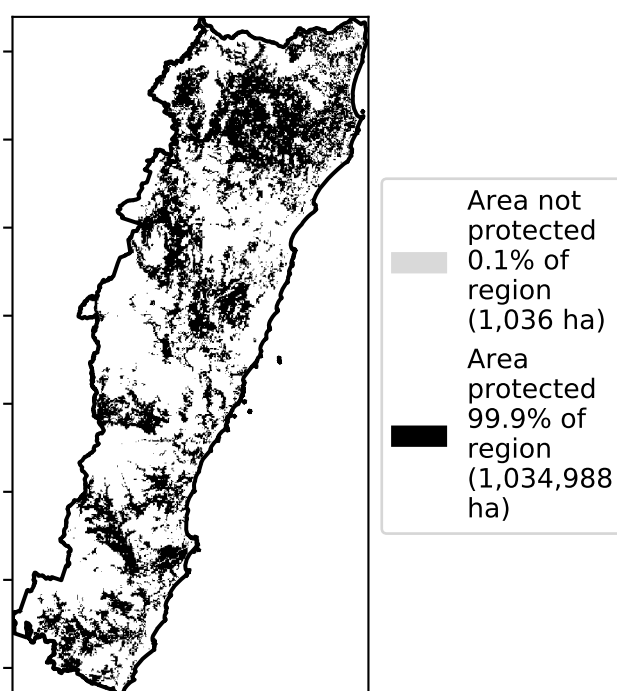 Area not
protected
0.1% of
region
(1,036 ha)
Area
protected
99.9% of
region
(1,034,988
ha)